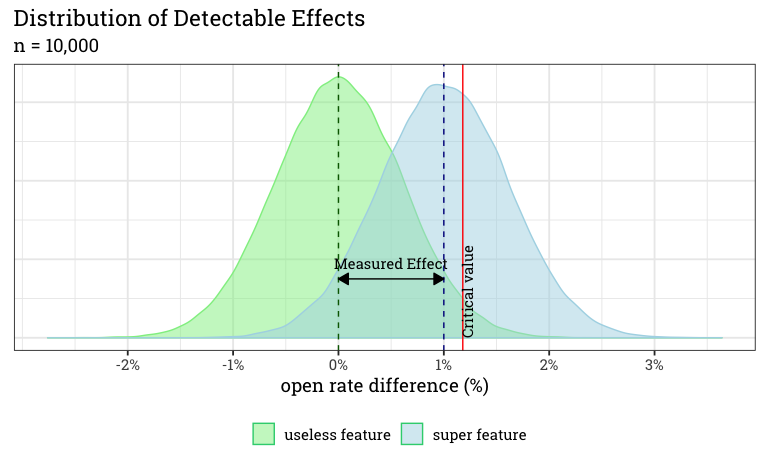 Distribution of Detectable Effects
n = 10,000
Measured Effect
Critical value
-2% -1% 0% 1% 2% 3%
open rate difference (%)
useless feature super feature